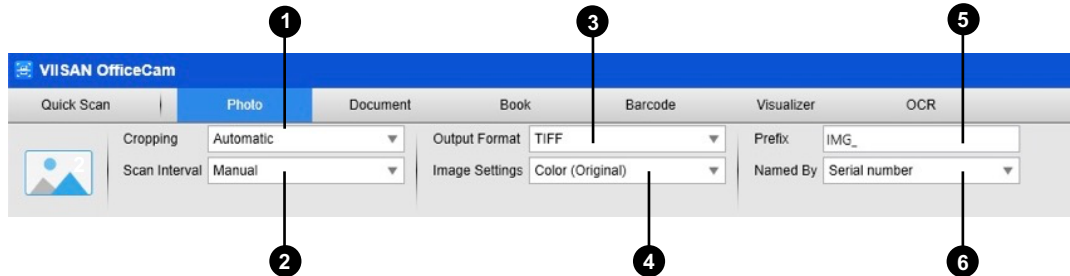 1 3 5
VIISAN OfficeCam
Quick Scan Photo Document Book Barcode Visualizer OCR
Cropping Automatic Output Format TIFF Prefix IMG_
Scan Interval Manual Image Settings Color (Original) Named By Serial number
2 4 6